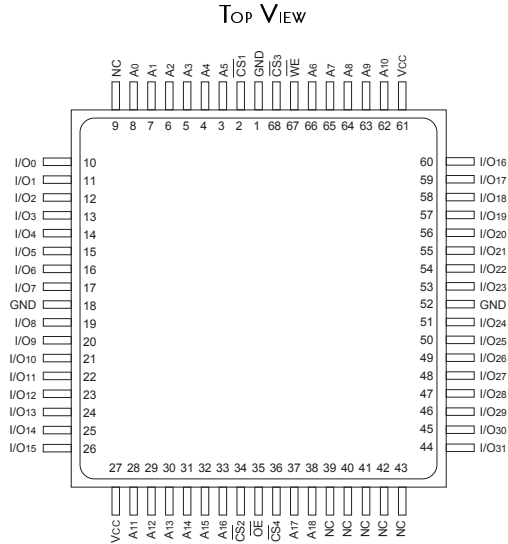 TOP VIEW
NC A0 A1 A2 A3 A4 A5 CS1 GND CS3 WE A6 A7 A8 A9 A10 VCC
9 8 7 6 5 4 3 2 1 68 67 66 65 64 63 62 61
I/O0 10 60 I/O16
I/O1 11 59 I/O17
I/O2 12 58 I/O18
I/O3 13 57 I/O19
I/O4 14 56 I/O20
I/O5 15 55 I/O21
I/O6 16 54 I/O22
I/O7 17 53 I/O23
GND 18 52 GND
I/O8 19 51 I/O24
I/O9 20 50 I/O25
I/O10 21 49 I/O26
I/O11 22 48 I/O27
I/O12 23 47 I/O28
I/O13 24 46 I/O29
I/O14 25 45 I/O30
I/O15 26 44 I/O31
27 28 29 30 31 32 33 34 35 36 37 38 39 40 41 42 43
VCC A11 A12 A13 A14 A15 A16 CS2 OE CS4 A17 A18 NC NC NC NC NC